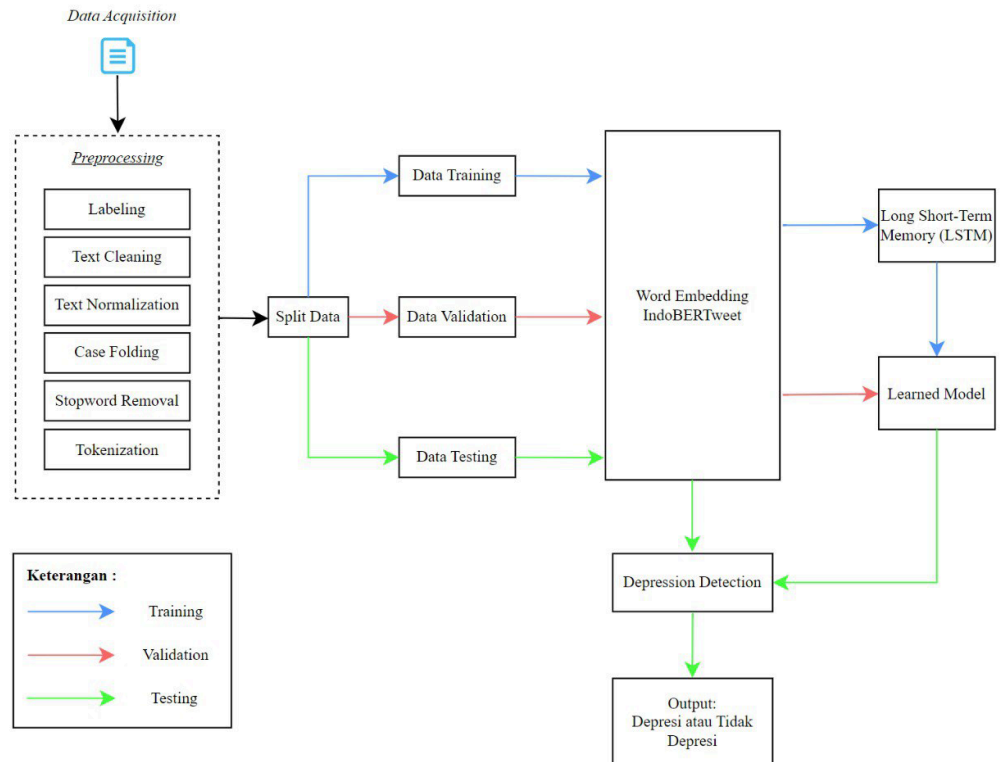 Data Acquisition
Preprocessing
Labeling
Text Cleaning
Text Normalization
Case Folding
Stopword Removal
Tokenization
Split Data
Data Training
Data Validation
Data Testing
Word Embedding
IndoBERTweet
Long Short-Term
Memory (LSTM)
Learned Model
Depression Detection
Output:
Depresi atau Tidak
Depresi
Keterangan :
Training
Validation
Testing